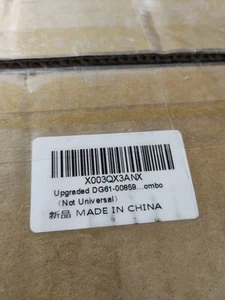 X003QX3ANX
Upgraded DG61-00859...ombo
（Not Universal）
新品 MADE IN CHINA